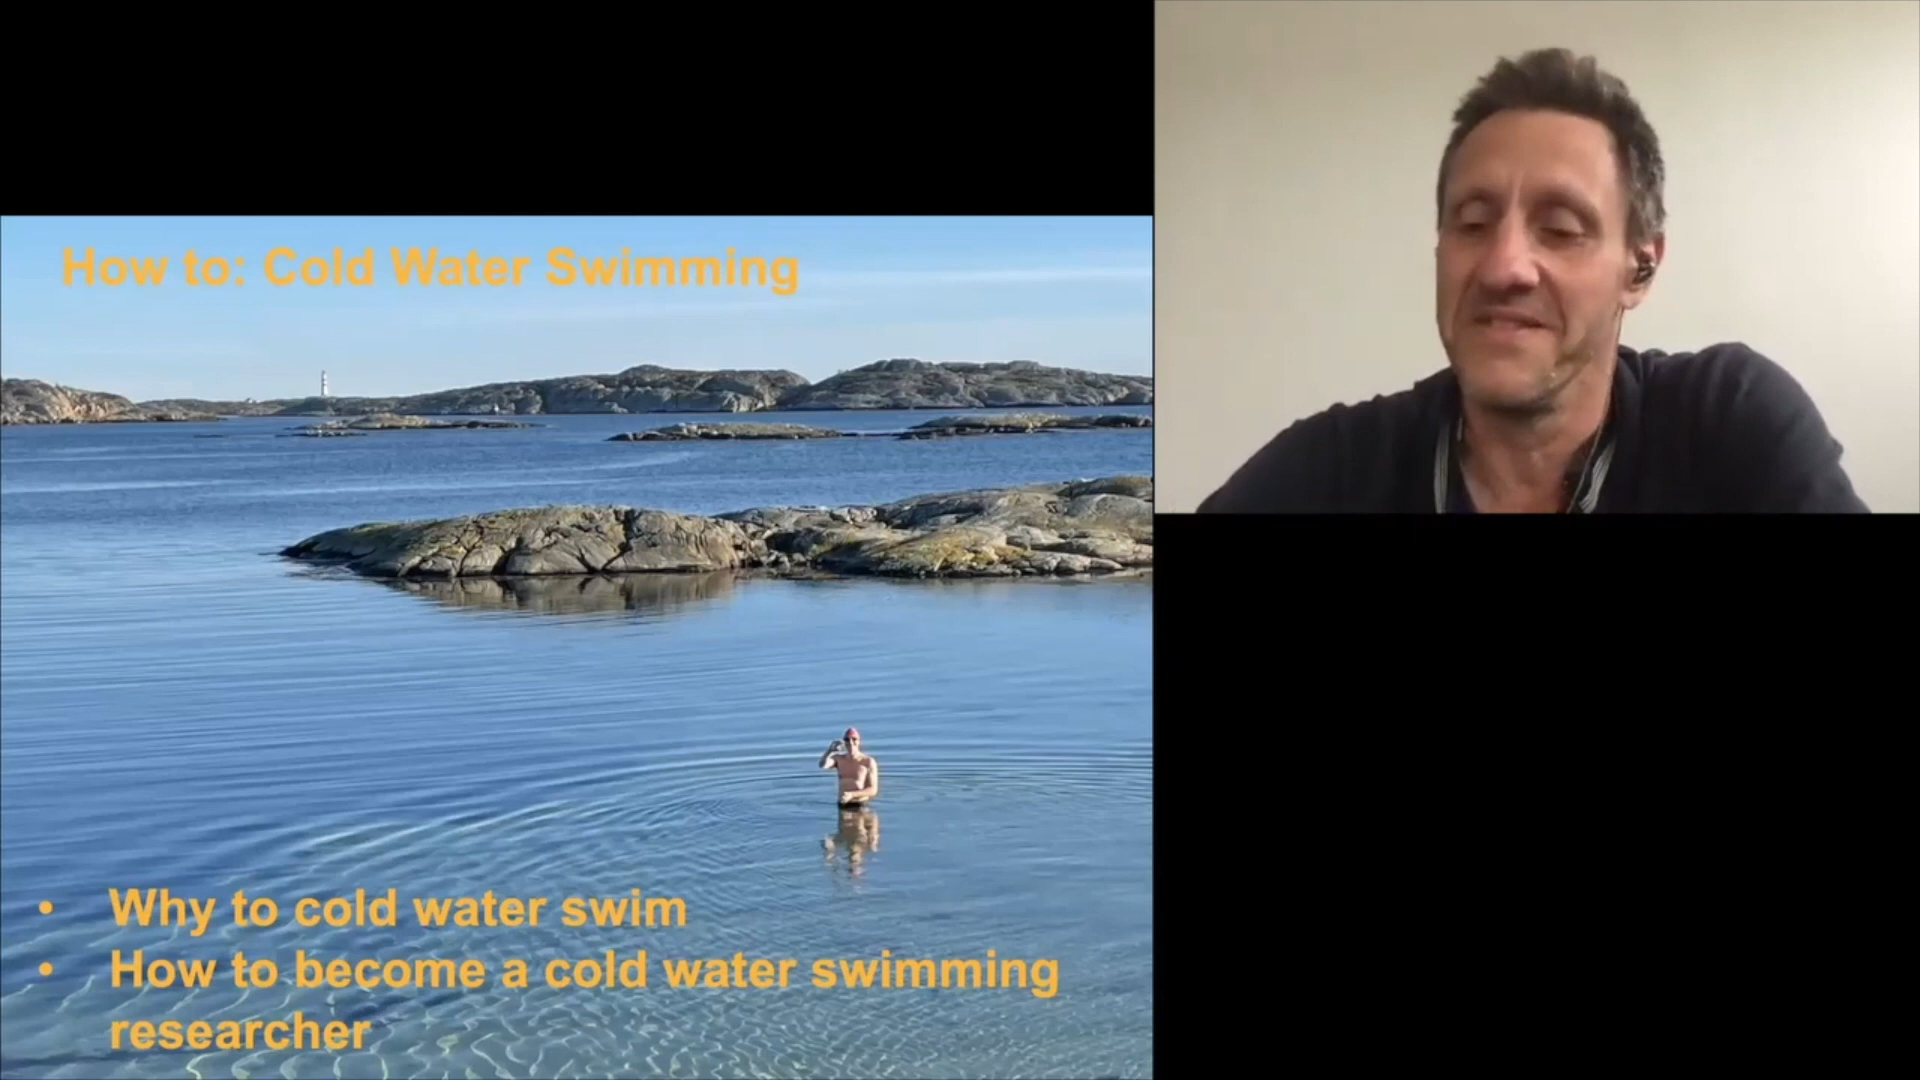 How to: Cold Water Swimming
• Why to cold water swim
• How to become a cold water swimming
researcher